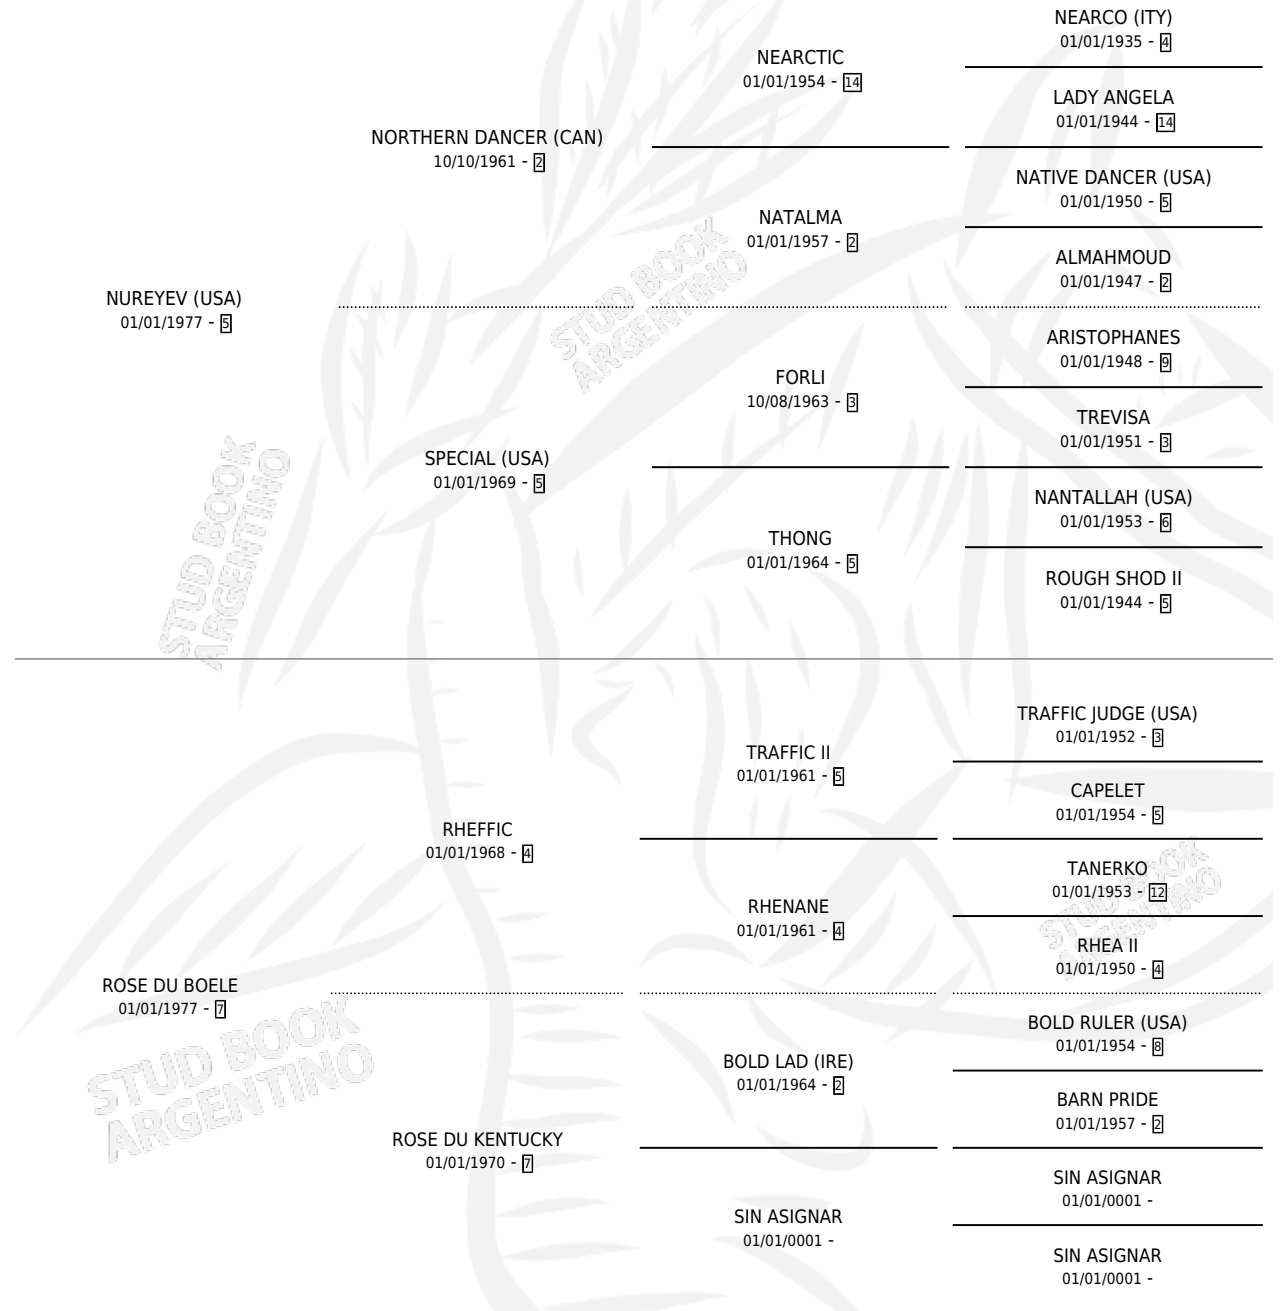 NEARCO (ITY)
01/01/1935 - 4
NEARCTIC
01/01/1954 - 14
LADY ANGELA
01/01/1944 - 14
NORTHERN DANCER (CAN)
10/10/1961 - 2
NATIVE DANCER (USA)
01/01/1950 - 5
NATALMA
01/01/1957 - 2
ALMAHMOUD
01/01/1947 - 2
STUD BOOK
ARGENTINO
NUREYEV (USA)
01/01/1977 - 5
ARISTOPHANES
01/01/1948 - 9
FORLI
10/08/1963 - 3
TREVISA
01/01/1951 - 3
SPECIAL (USA)
01/01/1969 - 5
NANTALLAH (USA)
01/01/1953 - 6
THONG
01/01/1964 - 5
ROUGH SHOD II
01/01/1944 - 5
STUD BOOK
ARGENTINO
TRAFFIC JUDGE (USA)
01/01/1952 - 3
TRAFFIC II
01/01/1961 - 5
CAPELET
01/01/1954 - 5
RHEFFIC
01/01/1968 - 4
TANERKO
01/01/1953 - 12
RHENANE
01/01/1961 - 4
RHEA II
01/01/1950 - 4
STUD BOOK
ARGENTINO
ROSE DU BOELE
01/01/1977 - 7
BOLD RULER (USA)
01/01/1954 - 8
BOLD LAD (IRE)
01/01/1964 - 2
BARN PRIDE
01/01/1957 - 2
STUD BOOK
ARGENTINO
ROSE DU KENTUCKY
01/01/1970 - 7
SIN ASIGNAR
01/01/0001 -
SIN ASIGNAR
01/01/0001 -
SIN ASIGNAR
01/01/0001 -